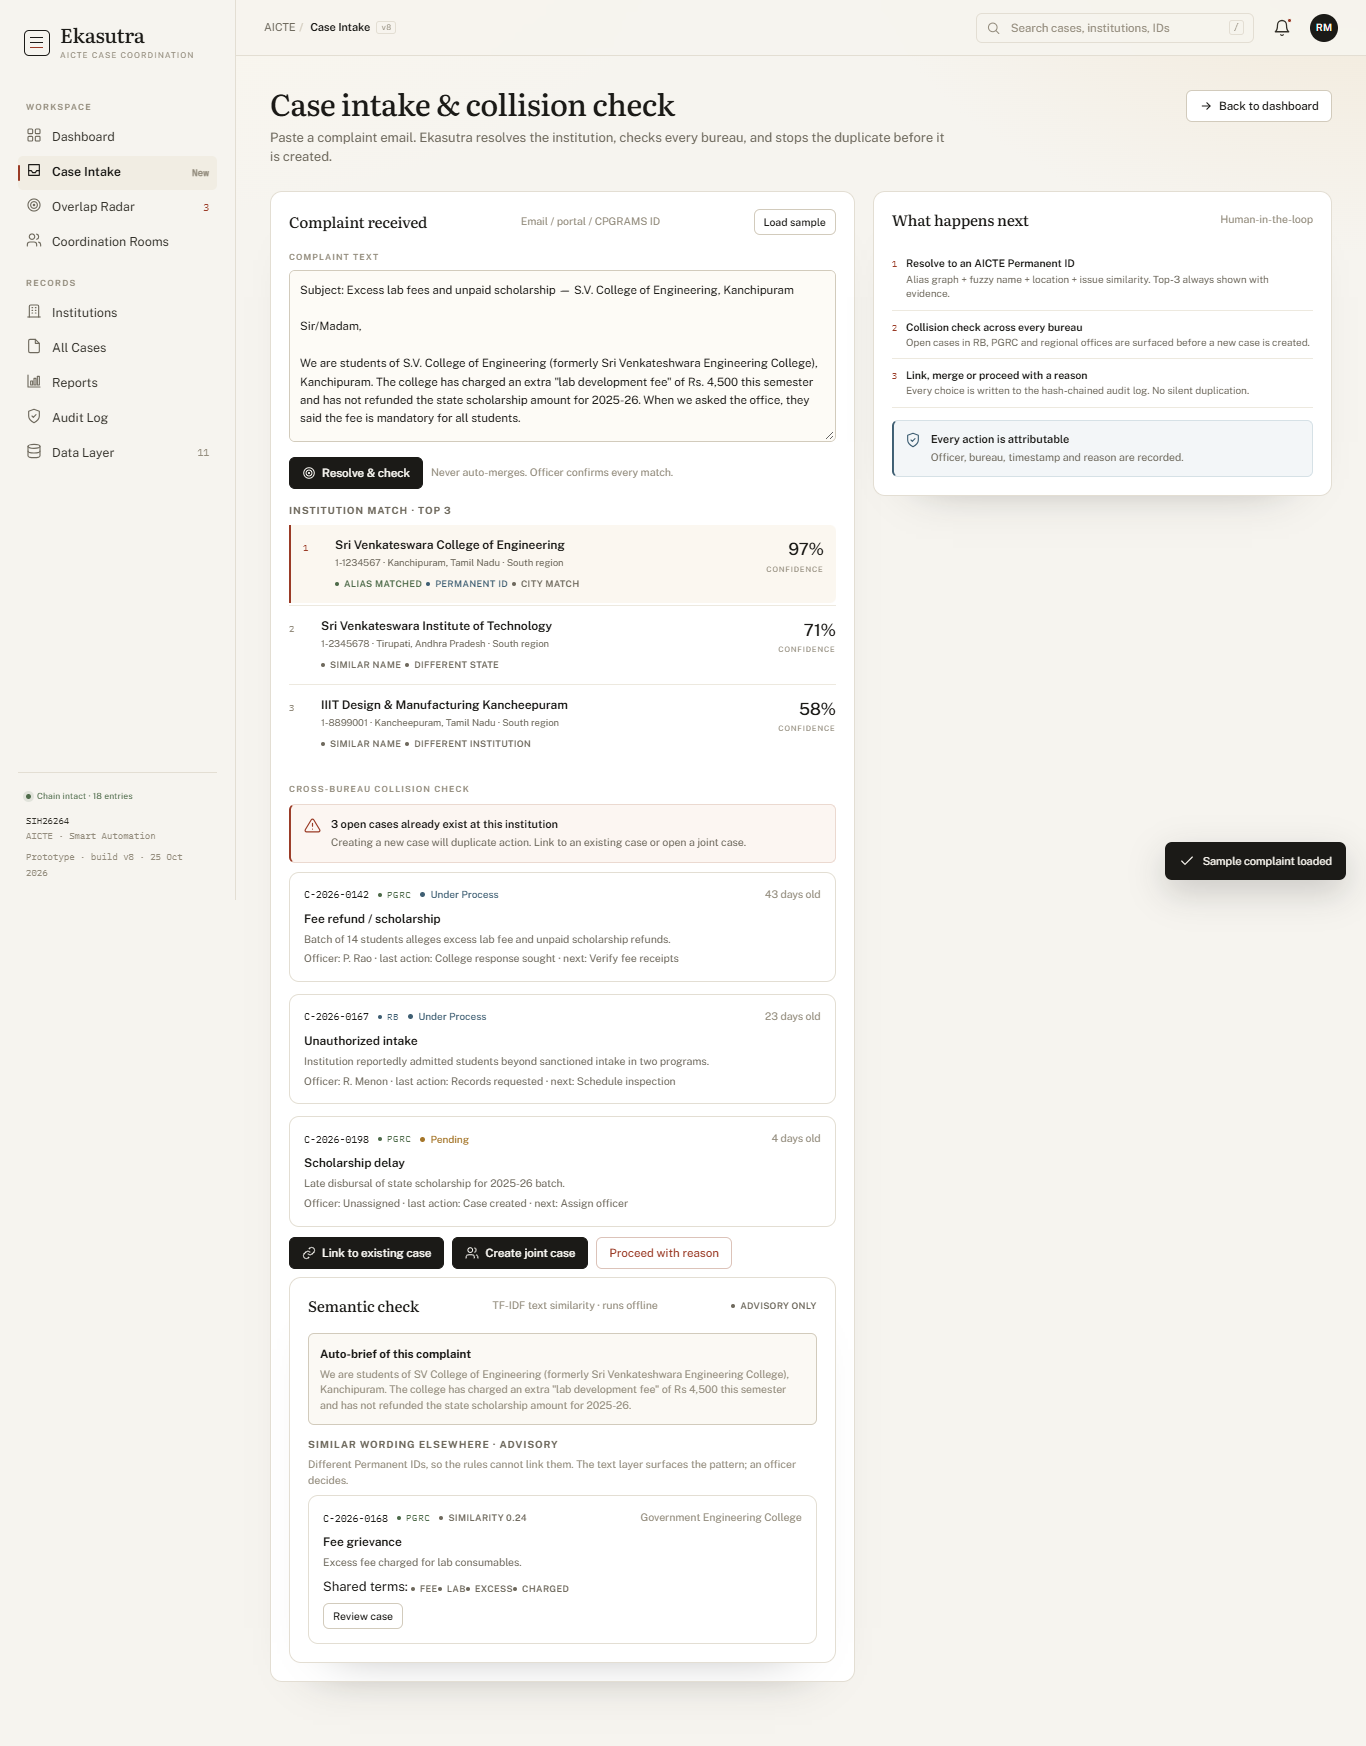 Ekasutra
AICTE CASE COORDINATION
WORKSPACE
Dashboard
Case Intake New
Overlap Radar 3
Coordination Rooms
RECORDS
Institutions
All Cases
Reports
Audit Log
Data Layer 11
Chain intact · 18 entries
SIH26264
AICTE · Smart Automation
Prototype · build v8 · 25 Oct
2026
AICTE / Case Intake v8
Search cases, institutions, IDs /
RM
Case intake & collision check
Paste a complaint email. Ekasutra resolves the institution, checks every bureau, and stops the duplicate before it
is created.
Back to dashboard
Complaint received Email / portal / CPGRAMS ID Load sample
COMPLAINT TEXT
Subject: Excess lab fees and unpaid scholarship — S.V. College of Engineering, Kanchipuram
Sir/Madam,
We are students of S.V. College of Engineering (formerly Sri Venkateshwara Engineering College),
Kanchipuram. The college has charged an extra "lab development fee" of Rs. 4,500 this semester
and has not refunded the state scholarship amount for 2025-26. When we asked the office, they
said the fee is mandatory for all students.
Resolve & check Never auto-merges. Officer confirms every match.
INSTITUTION MATCH · TOP 3
1 Sri Venkateswara College of Engineering 97%
1-1234567 · Kanchipuram, Tamil Nadu · South region CONFIDENCE
ALIAS MATCHED PERMANENT ID CITY MATCH
2 Sri Venkateswara Institute of Technology 71%
1-2345678 · Tirupati, Andhra Pradesh · South region CONFIDENCE
SIMILAR NAME DIFFERENT STATE
3 IIIT Design & Manufacturing Kancheepuram 58%
1-8899001 · Kancheepuram, Tamil Nadu · South region CONFIDENCE
SIMILAR NAME DIFFERENT INSTITUTION
CROSS-BUREAU COLLISION CHECK
3 open cases already exist at this institution
Creating a new case will duplicate action. Link to an existing case or open a joint case.
C-2026-0142 PGRC Under Process 43 days old
Fee refund / scholarship
Batch of 14 students alleges excess lab fee and unpaid scholarship refunds.
Officer: P. Rao · last action: College response sought · next: Verify fee receipts
C-2026-0167 RB Under Process 23 days old
Unauthorized intake
Institution reportedly admitted students beyond sanctioned intake in two programs.
Officer: R. Menon · last action: Records requested · next: Schedule inspection
C-2026-0198 PGRC Pending 4 days old
Scholarship delay
Late disbursal of state scholarship for 2025-26 batch.
Officer: Unassigned · last action: Case created · next: Assign officer
Link to existing case Create joint case Proceed with reason
Semantic check TF-IDF text similarity · runs offline ADVISORY ONLY
Auto-brief of this complaint
We are students of SV College of Engineering (formerly Sri Venkateshwara Engineering College),
Kanchipuram. The college has charged an extra "lab development fee" of Rs 4,500 this semester
and has not refunded the state scholarship amount for 2025-26.
SIMILAR WORDING ELSEWHERE · ADVISORY
Different Permanent IDs, so the rules cannot link them. The text layer surfaces the pattern; an officer
decides.
C-2026-0168 PGRC SIMILARITY 0.24 Government Engineering College
Fee grievance
Excess fee charged for lab consumables.
Shared terms: FEE LAB EXCESS CHARGED
Review case
What happens next Human-in-the-loop
1 Resolve to an AICTE Permanent ID
Alias graph + fuzzy name + location + issue similarity. Top-3 always shown with
evidence.
2 Collision check across every bureau
Open cases in RB, PGRC and regional offices are surfaced before a new case is created.
3 Link, merge or proceed with a reason
Every choice is written to the hash-chained audit log. No silent duplication.
Every action is attributable
Officer, bureau, timestamp and reason are recorded.
Sample complaint loaded